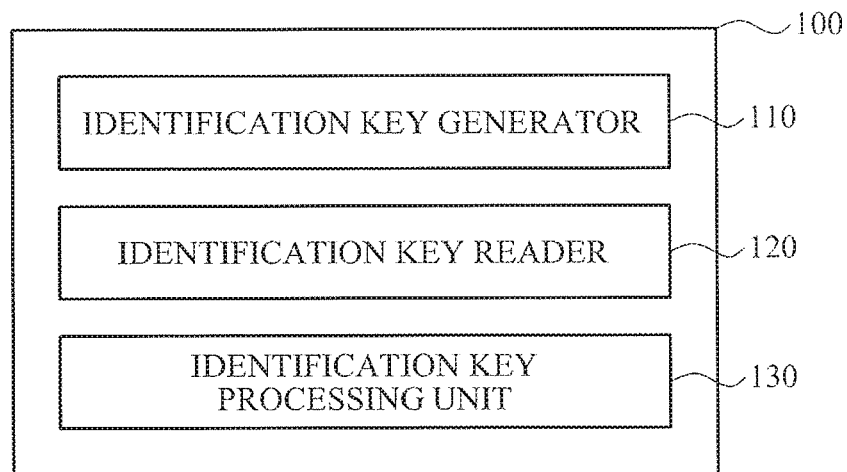 100
IDENTIFICATION KEY GENERATOR 110
IDENTIFICATION KEY READER 120
IDENTIFICATION KEY
PROCESSING UNIT 130